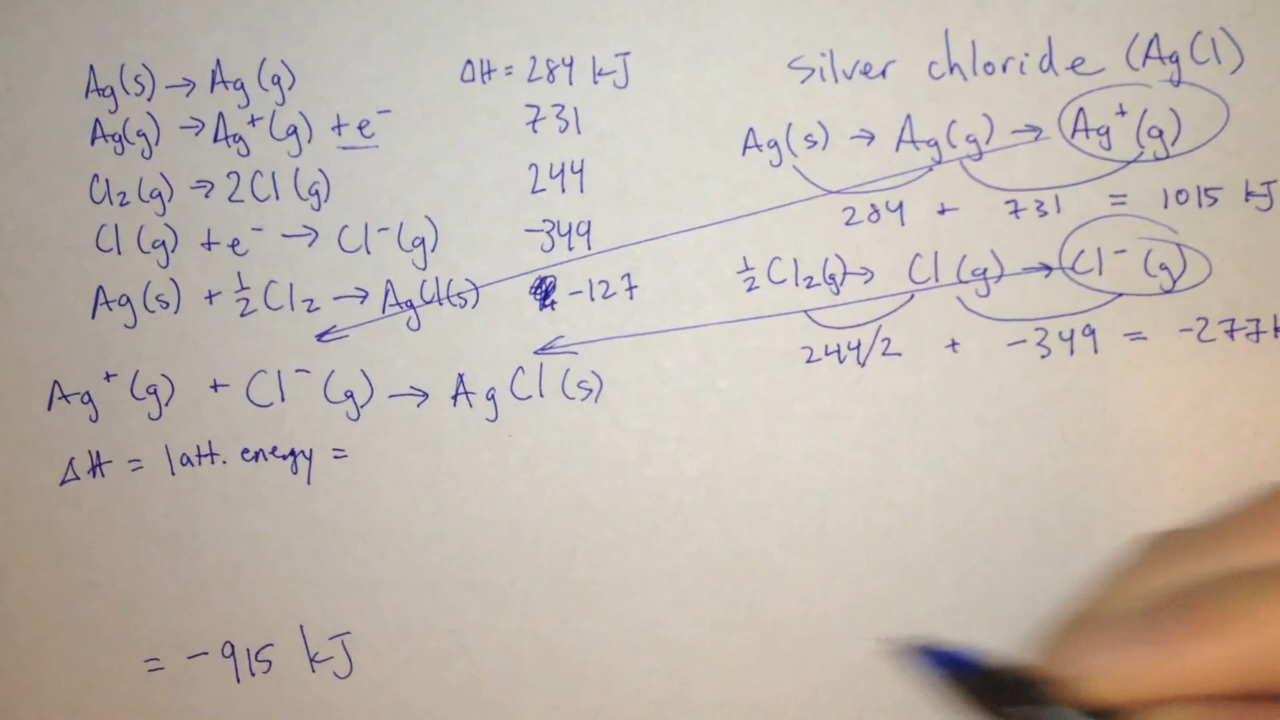 Ag(s) → Ag(g) ΔH = 284 kJ
Ag(g) → Ag⁺(g) + e⁻ 731
Cl₂(g) → 2Cl(g) 244
Cl(g) + e⁻ → Cl⁻(g) -349
Ag(s) + ½Cl₂ → AgCl(s) -127
Ag⁺(g) + Cl⁻(g) → AgCl(s)
ΔH = latt. energy =
= -915 kJ
Silver chloride (AgCl)
Ag(s) → Ag(g) → Ag⁺(g)
284 + 731 = 1015 kJ
½Cl₂(g) → Cl(g) → Cl⁻(g)
244/2 + -349 = -277